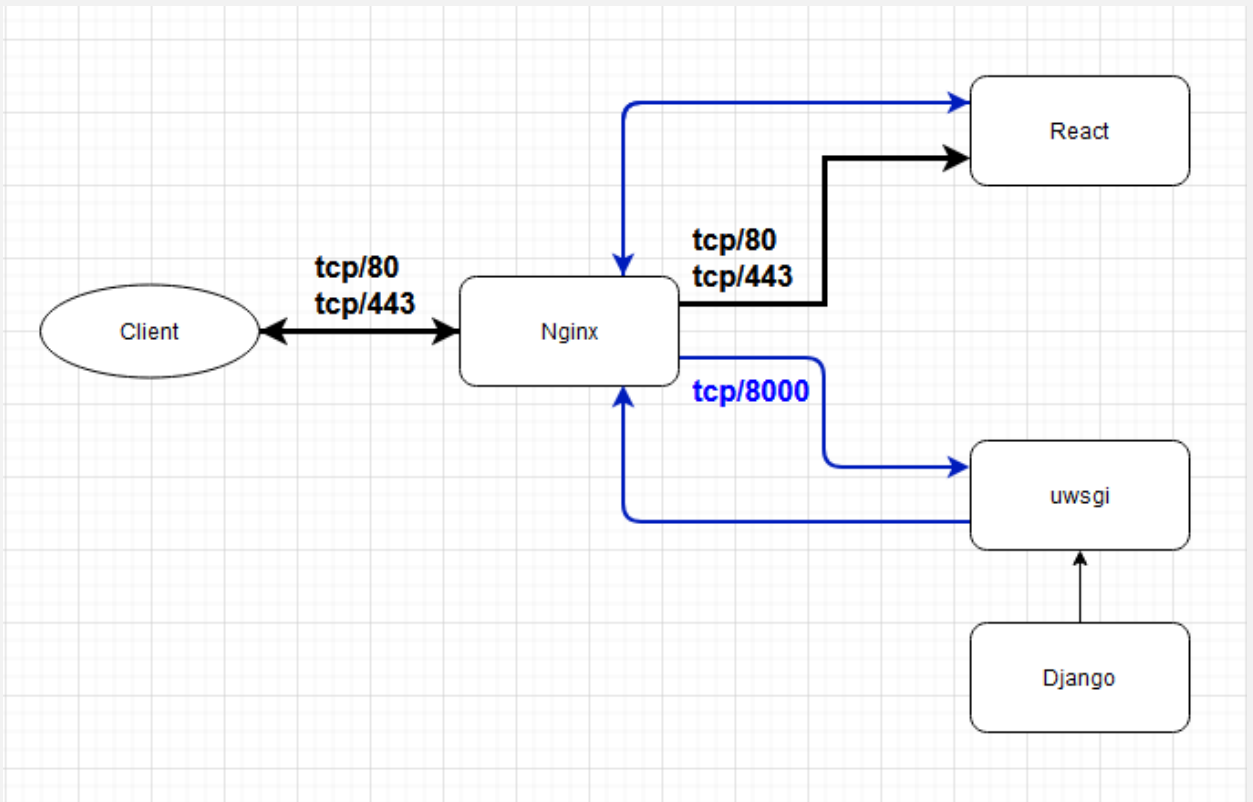 React
tcp/80
tcp/443
tcp/80
tcp/443
Client
Nginx
tcp/8000
uwsgi
Django